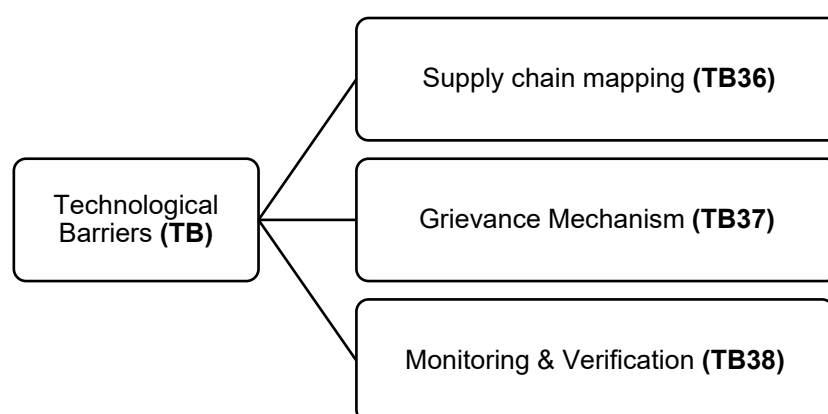 Supply chain mapping (TB36)
Technological
Barriers (TB)
Grievance Mechanism (TB37)
Monitoring & Verification (TB38)